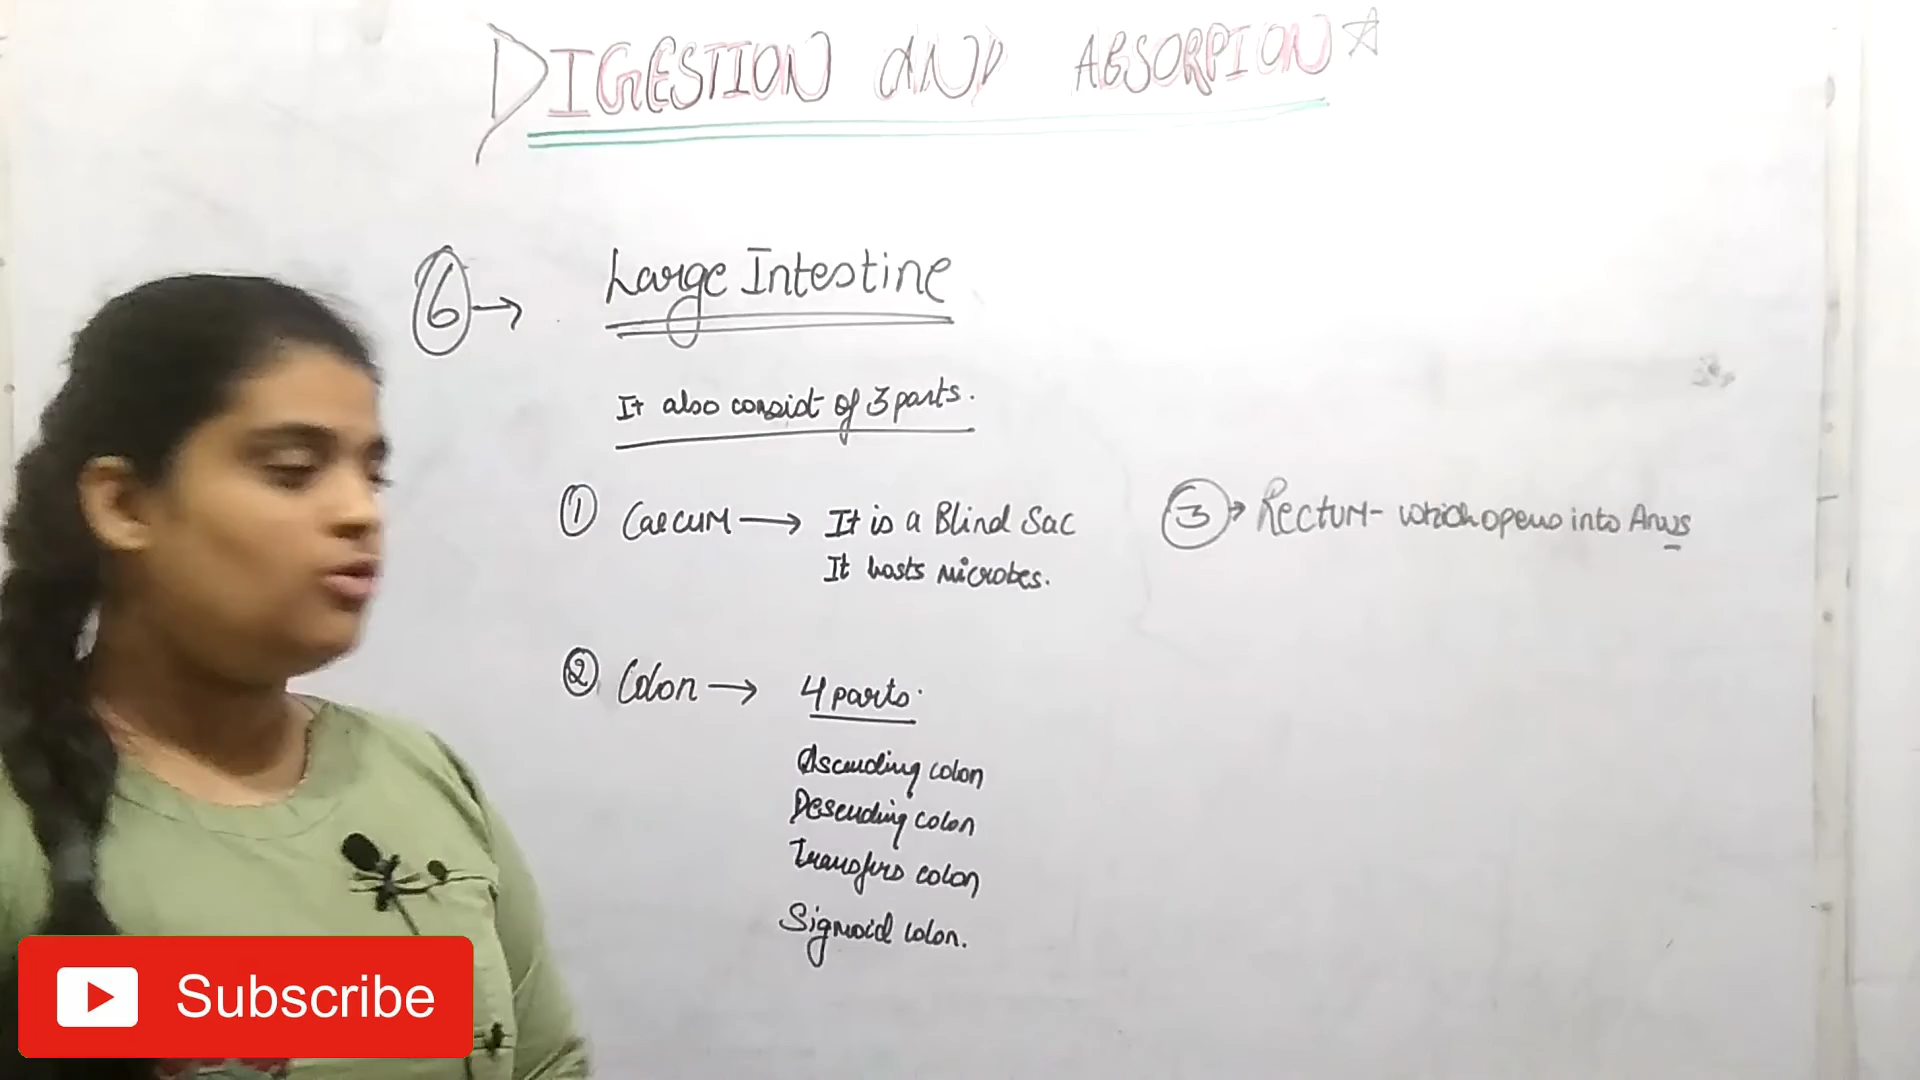 DIGESTION AND ABSORPION
6 → Large Intestine
It also consist of 3 parts.
1 Caecum → It is a Blind Sac
It hosts microbes.
2 Colon → 4 parts.
Ascending colon
Descending colon
Transfers colon
Sigmoid colon.
3 → Rectum - which opens into Anus
Subscribe